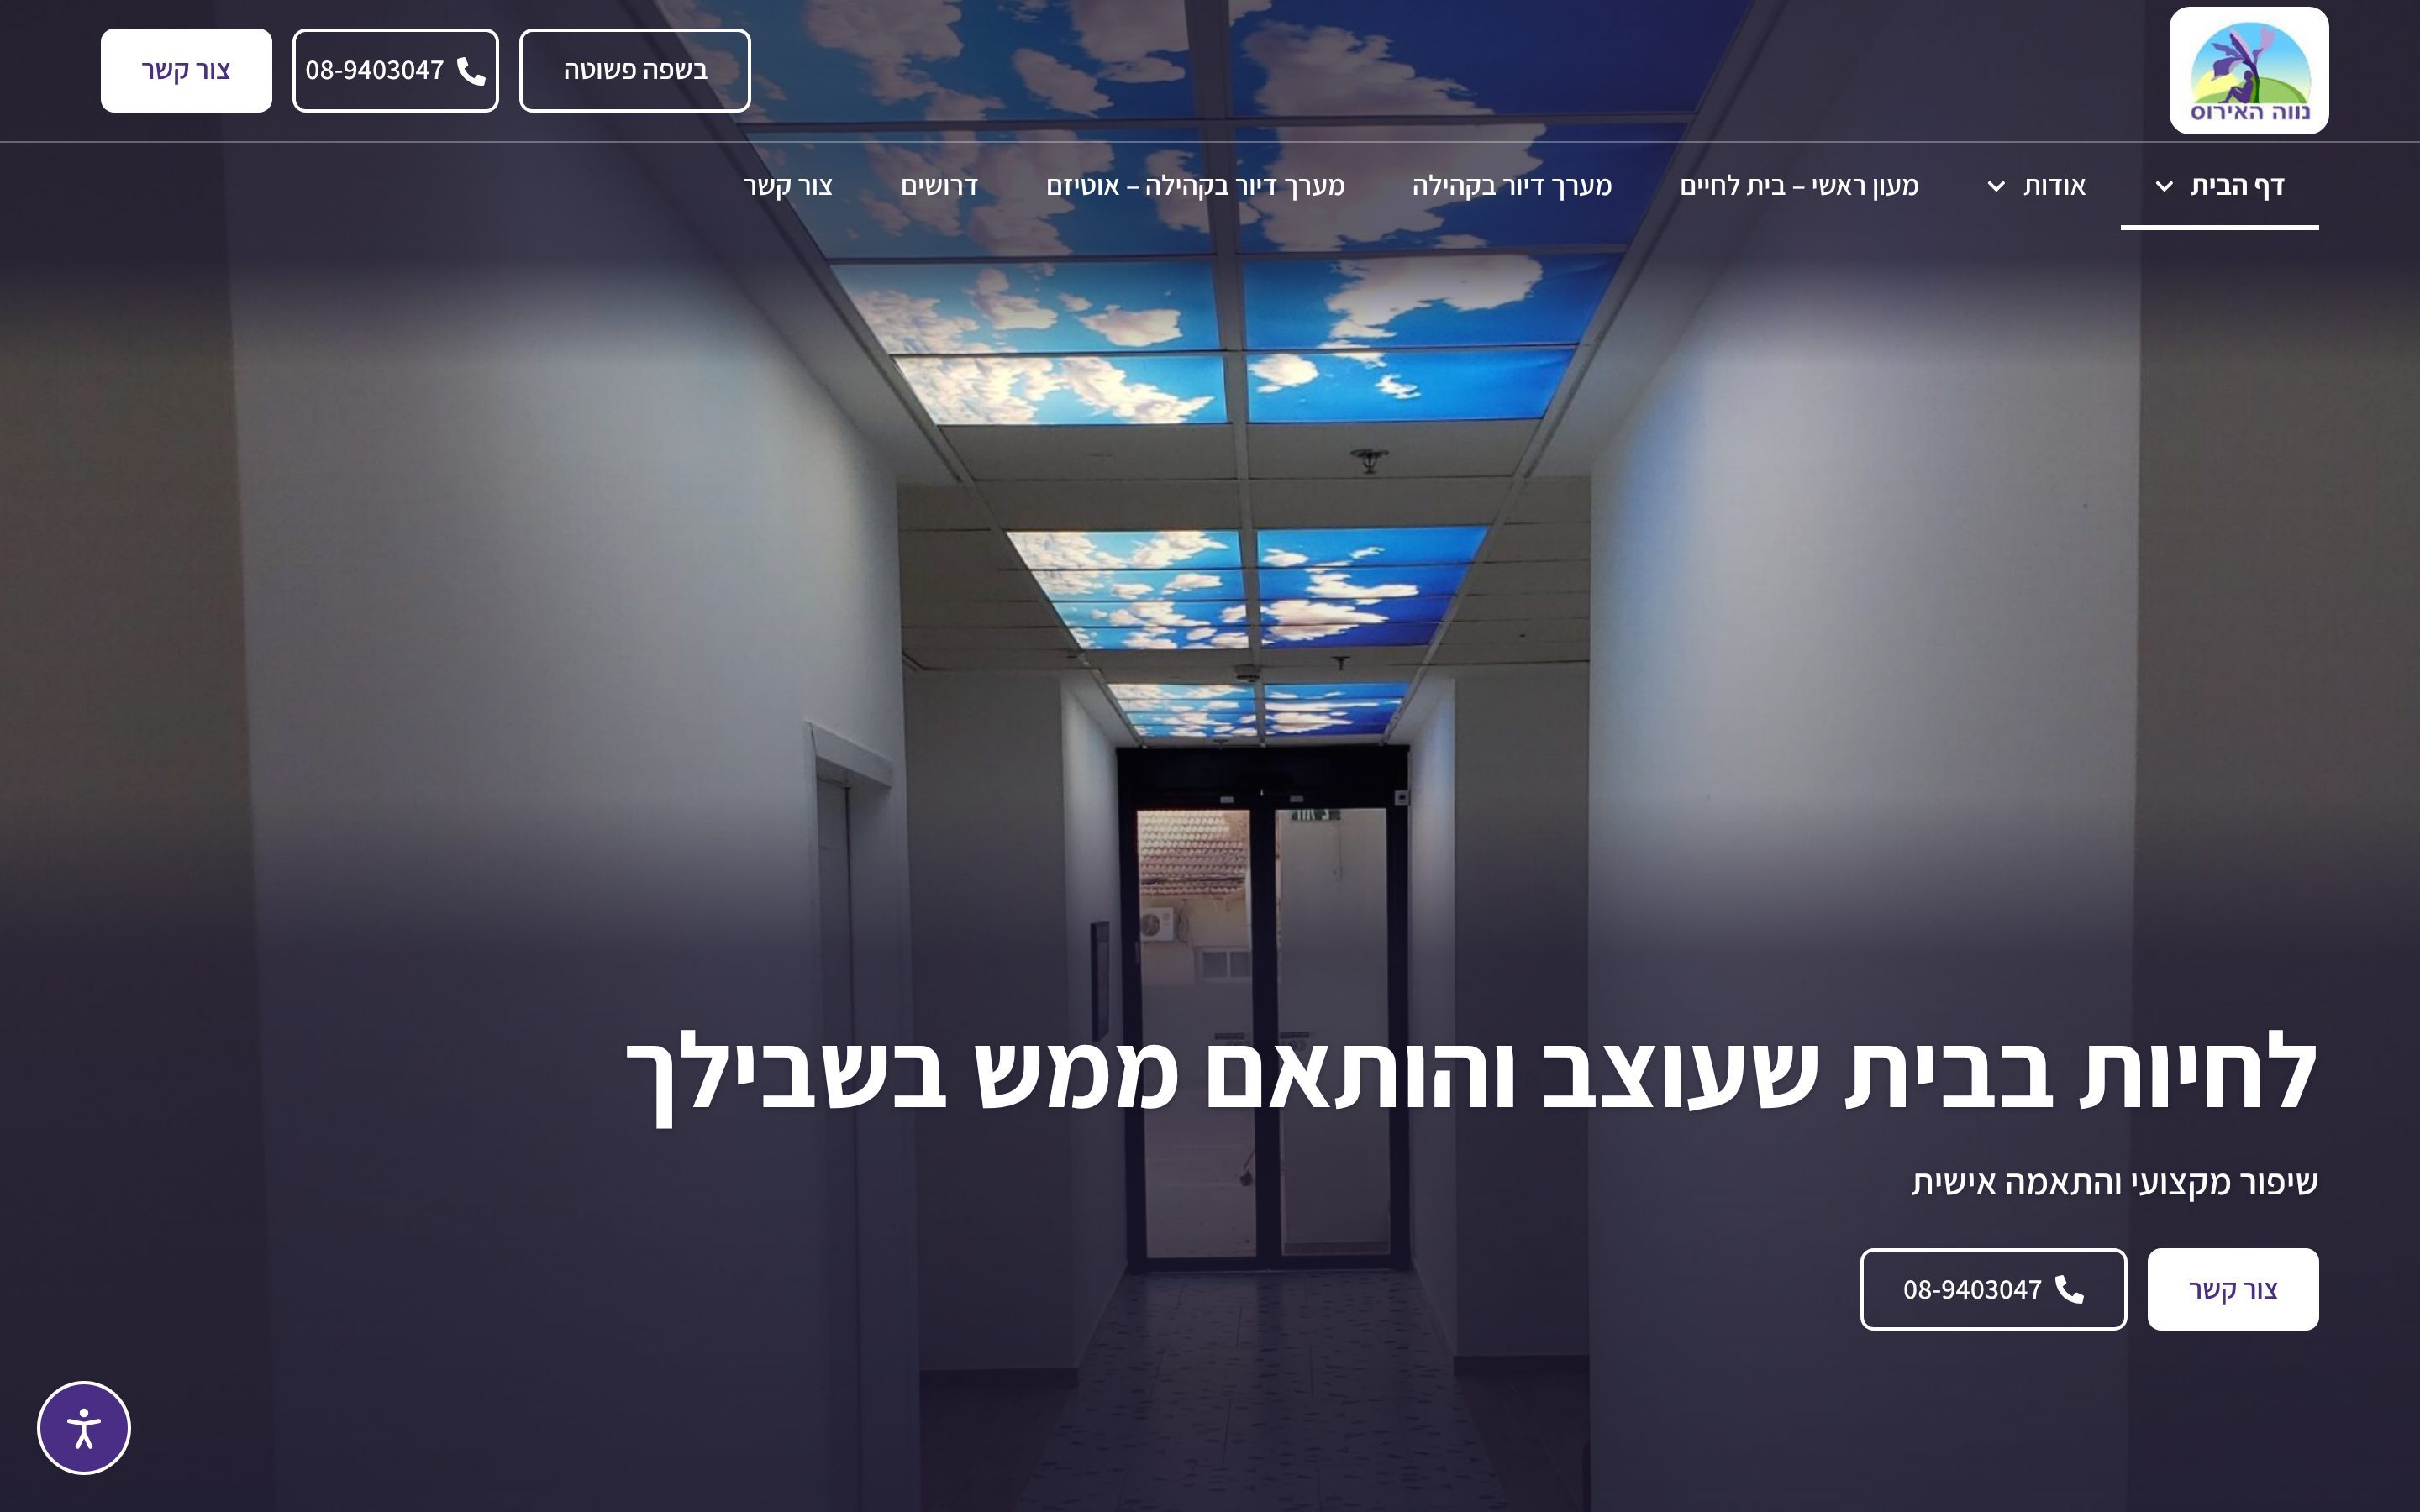 נווה האירוס
בשפה פשוטה
08-9403047
צור קשר
דף הבית
אודות
מעון ראשי – בית לחיים
מערך דיור בקהילה
מערך דיור בקהילה – אוטיזם
דרושים
צור קשר
לחיות בבית שעוצב והותאם ממש בשבילך
שיפור מקצועי והתאמה אישית
צור קשר
08-9403047